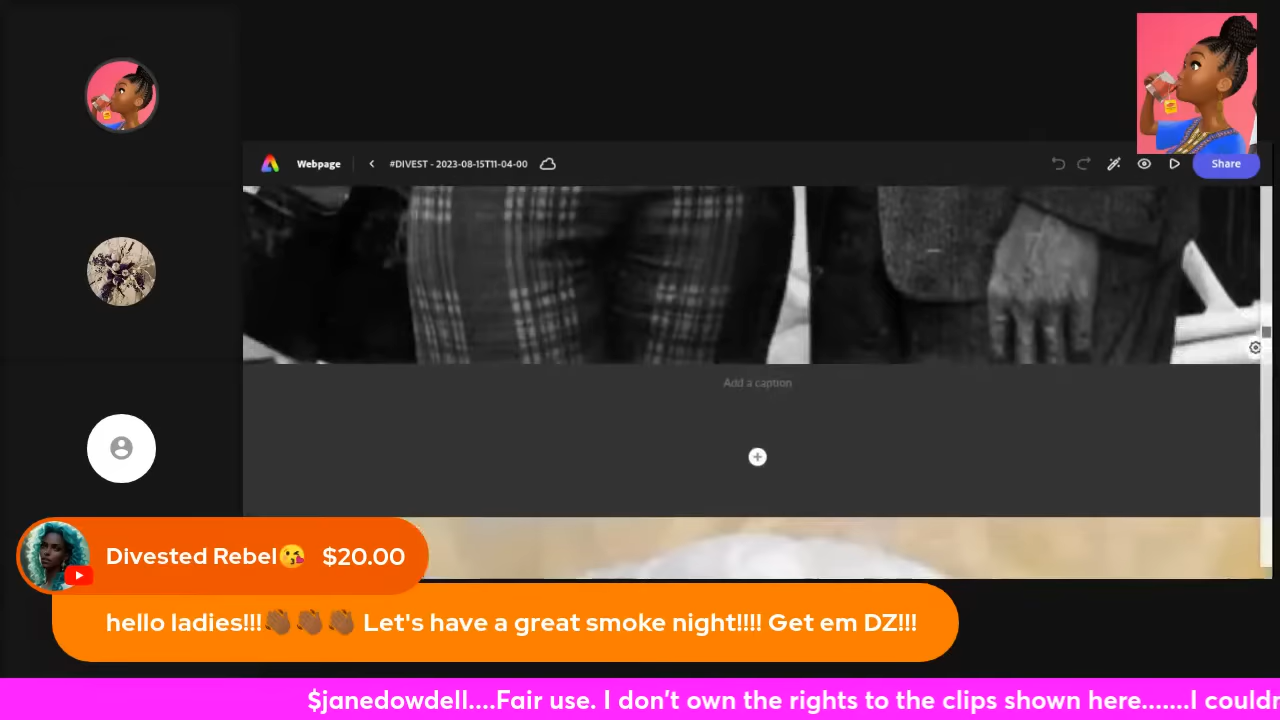 Webpage
#DIVEST - 2023-08-15T11-04-00
Share
Add a caption
Divested Rebel😘 $20.00
hello ladies!!!👏🏾👏🏾👏🏾 Let's have a great smoke night!!!! Get em DZ!!!
$janedowdell....Fair use. I don't own the rights to the clips shown here.......I couldn